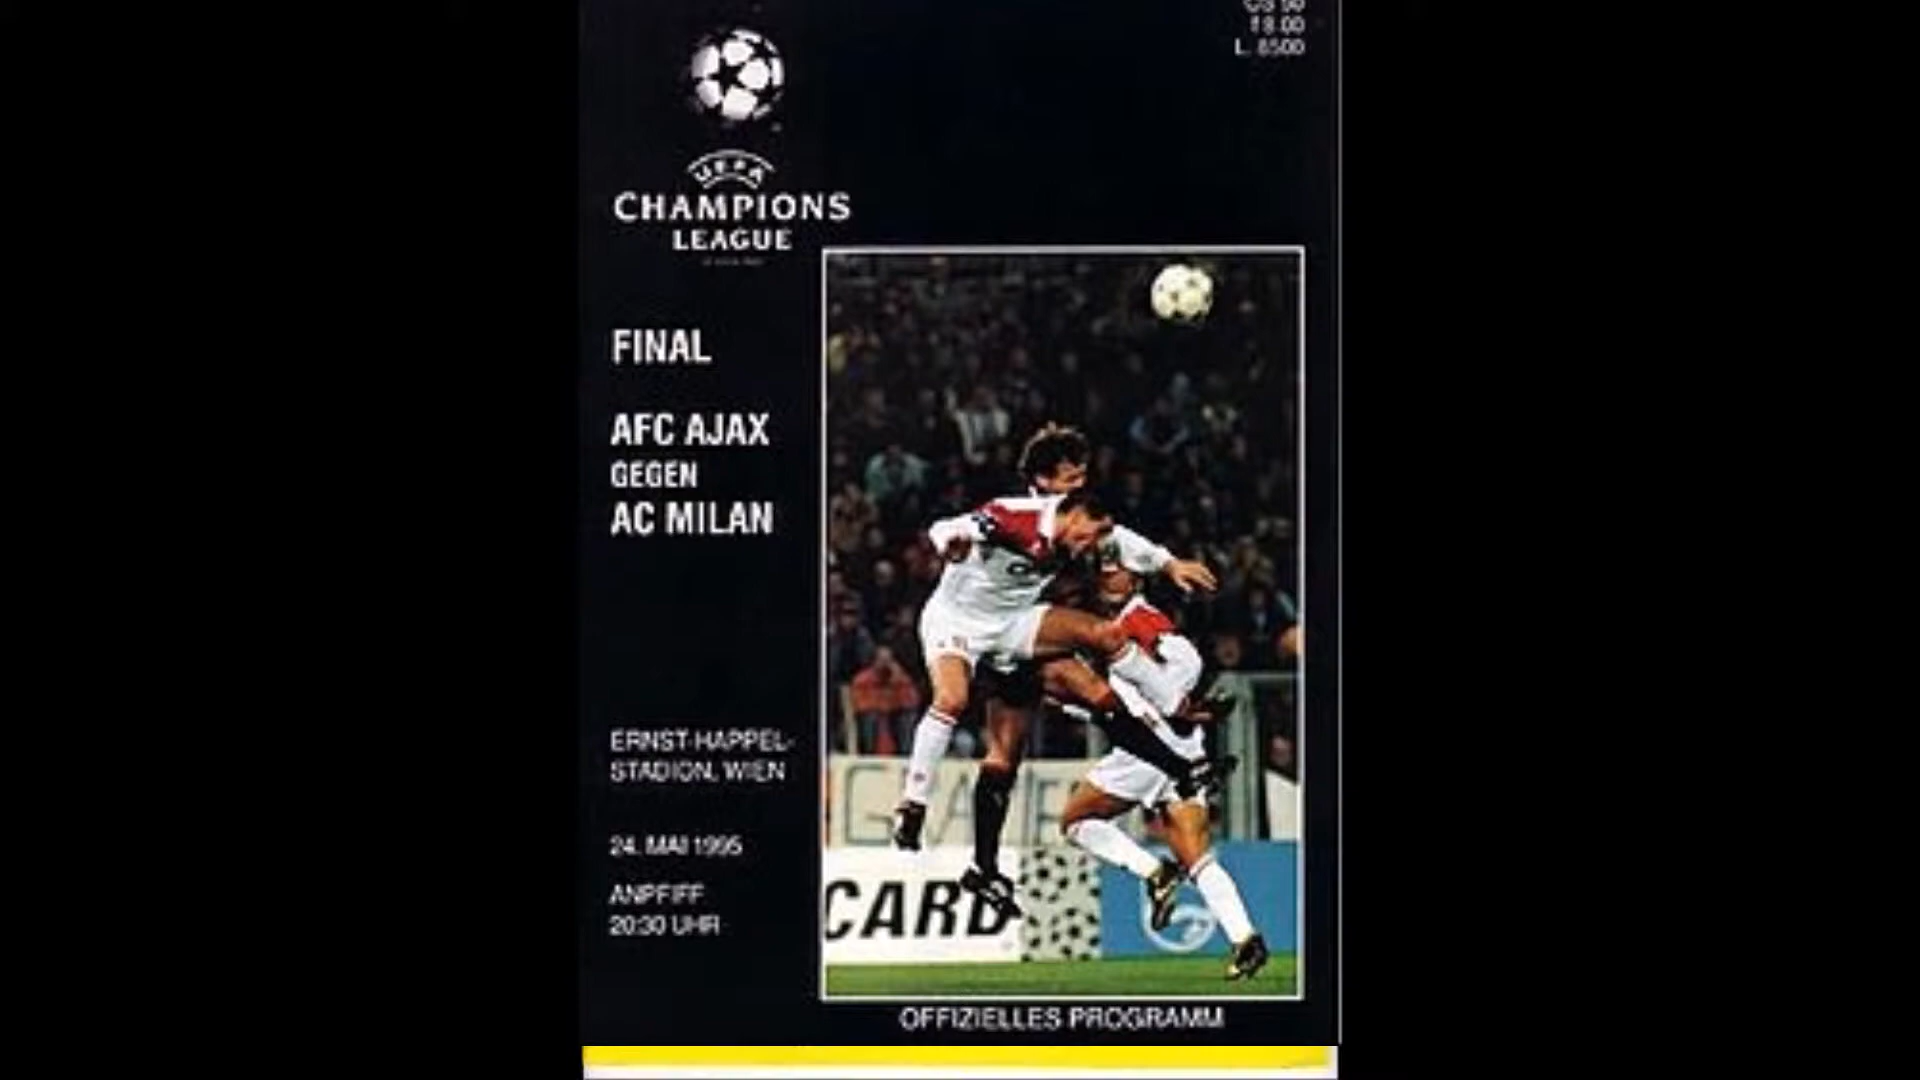 ÖS 50
f 8.00
L. 8500
UEFA
CHAMPIONS
LEAGUE
FINAL
AFC AJAX
GEGEN
AC MILAN
ERNST-HAPPEL-
STADION, WIEN
24. MAI 1995
ANPFIFF
20:30 UHR
CARD
OFFIZIELLES PROGRAMM